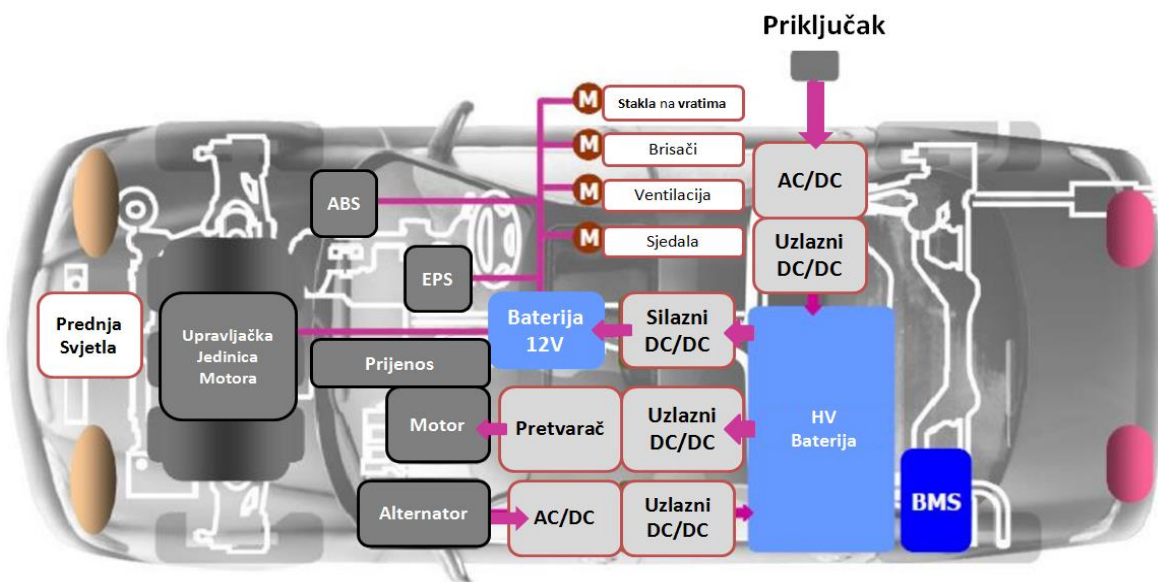 Priključak
M
Stakla na vratima
M
Brisači
M
Ventilacija
M
Sjedala
AC/DC
Uzlazni
DC/DC
ABS
EPS
Prednja
Svjetla
Upravljačka
Jedinica
Motora
Baterija
12V
Silazni
DC/DC
Prijenos
Motor
Pretvarač
Uzlazni
DC/DC
HV
Baterija
BMS
Alternator
AC/DC
Uzlazni
DC/DC